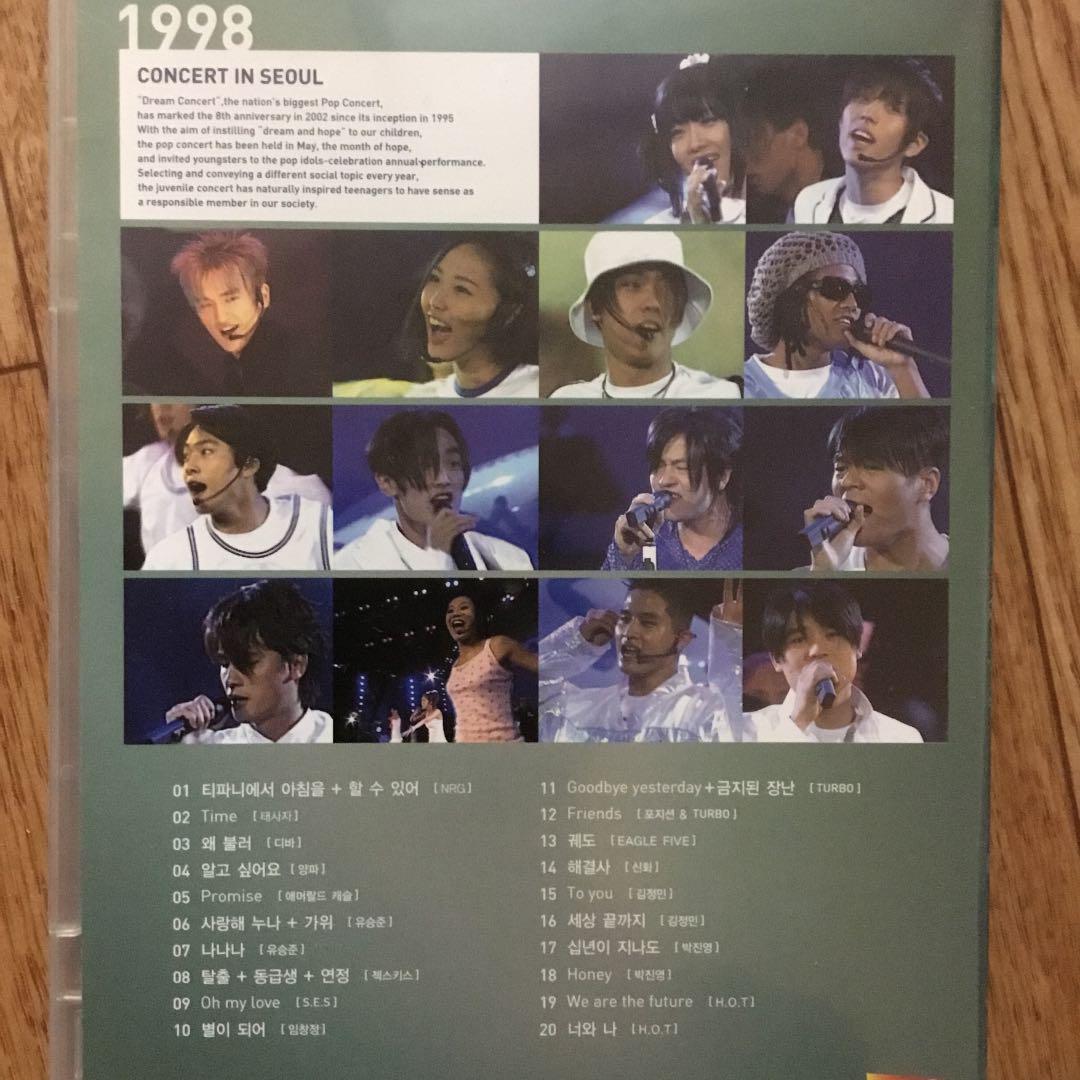 1998
CONCERT IN SEOUL
"Dream Concert",the nation's biggest Pop Concert,
has marked the 8th anniversary in 2002 since its inception in 1995
With the aim of instilling "dream and hope" to our children,
the pop concert has been held in May, the month of hope,
and invited youngsters to the pop idols-celebration annual performance.
Selecting and conveying a different social topic every year,
the juvenile concert has naturally inspired teenagers to have sense as
a responsible member in our society.
01 티파니에서 아침을 + 할 수 있어 [NRG]
02 Time [태사자]
03 왜 불러 [디바]
04 알고 싶어요 [양파]
05 Promise [애머랄드 캐슬]
06 사랑해 누나 + 가위 [유승준]
07 나나나 [유승준]
08 탈출 + 동급생 + 연정 [젝스키스]
09 Oh my love [S.E.S]
10 별이 되어 [임창정]
11 Goodbye yesterday+금지된 장난 [TURBO]
12 Friends [포지션 & TURBO]
13 궤도 [EAGLE FIVE]
14 해결사 [신화]
15 To you [김정민]
16 세상 끝까지 [김정민]
17 십년이 지나도 [박진영]
18 Honey [박진영]
19 We are the future [H.O.T]
20 너와 나 [H.O.T]